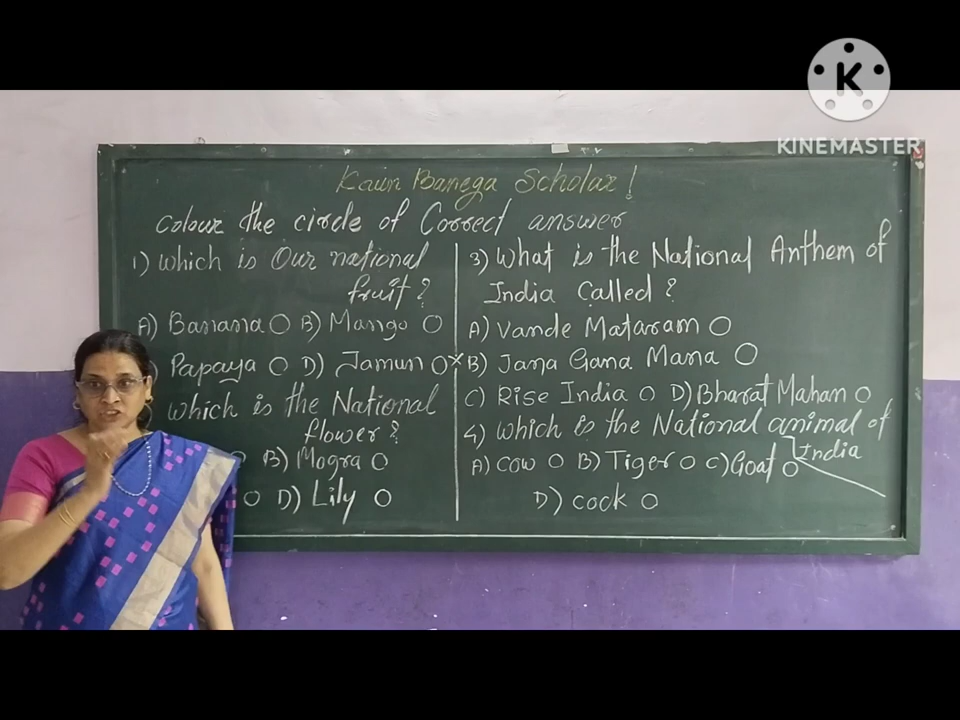 K
KINEMASTER
Kaun Banega Scholar!
Colour the circle of Correct answer
1) Which is Our national
fruit?
A) Banana B) Mango
Papaya D) Jamun
which is the National
flower?
B) Mogra
D) Lily
3) What is the National Anthem of
India Called?
A) Vande Mataram
B) Jana Gana Mana
C) Rise India D) Bharat Mahan
4) Which is the National animal of
India
A) Cow B) Tiger C) Goat
D) cock